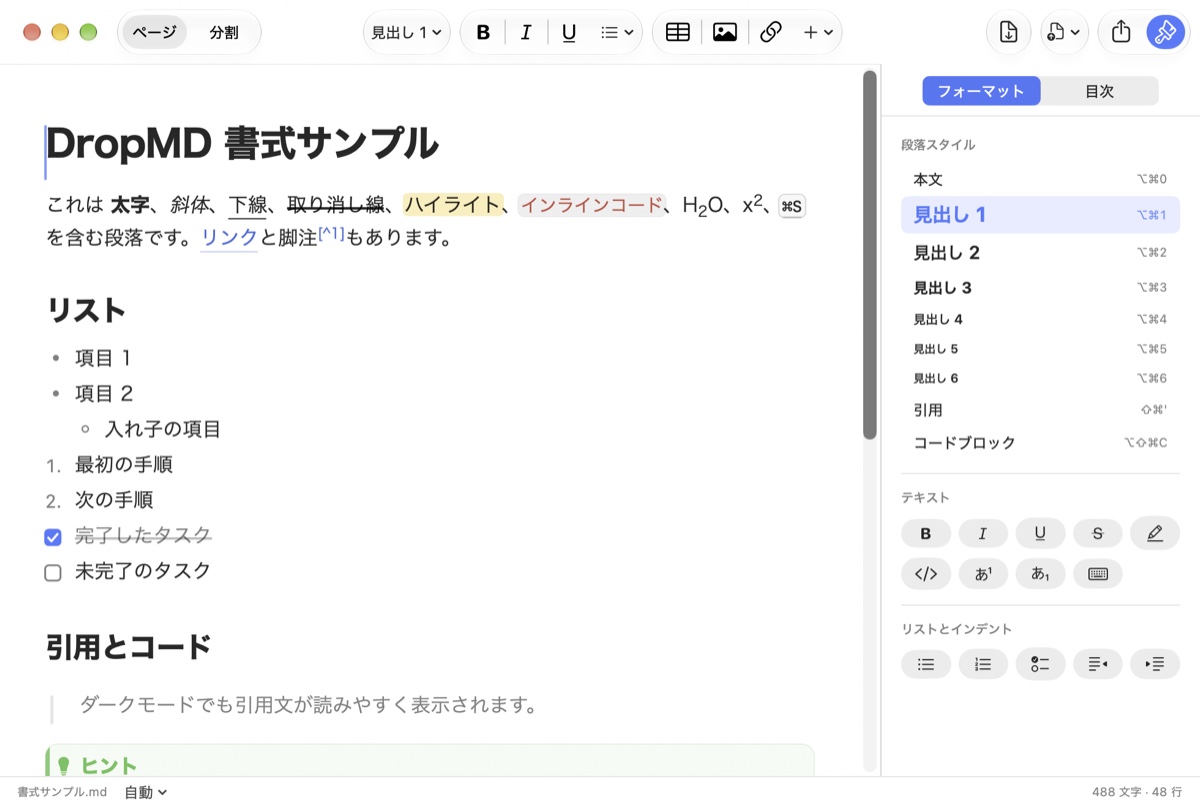 ページ 分割 見出し 1 B I U
フォーマット 目次
DropMD 書式サンプル
これは 太字、斜体、下線、取り消し線、ハイライト、インラインコード、H₂O、x²、⌘S
を含む段落です。リンクと脚注[^1]もあります。
リスト
• 項目 1
• 項目 2
◦ 入れ子の項目
1. 最初の手順
2. 次の手順
完了したタスク
未完了のタスク
引用とコード
ダークモードでも引用文が読みやすく表示されます。
ヒント
段落スタイル
本文 ⌥⌘0
見出し 1 ⌥⌘1
見出し 2 ⌥⌘2
見出し 3 ⌥⌘3
見出し 4 ⌥⌘4
見出し 5 ⌥⌘5
見出し 6 ⌥⌘6
引用 ⇧⌘'
コードブロック ⌥⇧⌘C
テキスト
B I U S
</> あ¹ あ₁
リストとインデント
書式サンプル.md 自動 488 文字 · 48 行